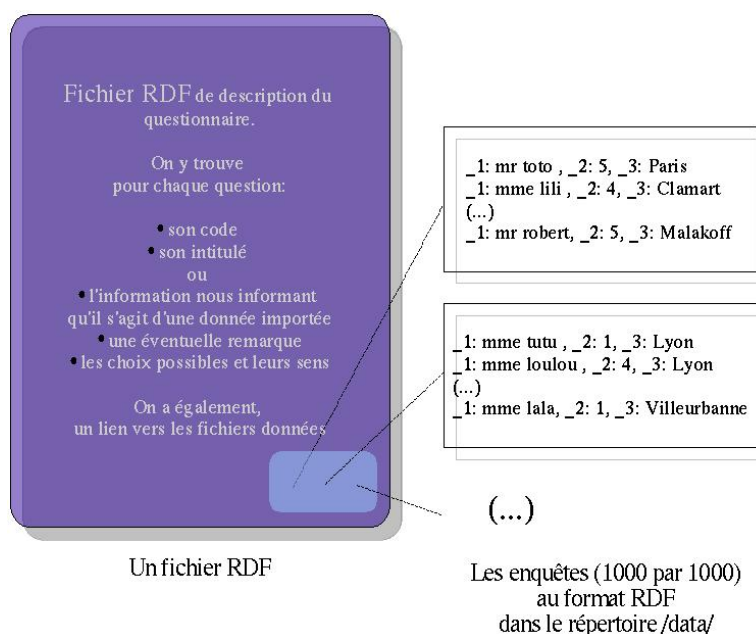 Fichier RDF de description du
questionnaire.
On y trouve
pour chaque question:
• son code
• son intitulé
ou
• l'information nous informant
qu'il s'agit d'une donnée importée
• une éventuelle remarque
• les choix possibles et leurs sens
On a également,
un lien vers les fichiers données
Un fichier RDF
_1: mr toto , _2: 5, _3: Paris
_1: mme lili , _2: 4, _3: Clamart
(...)
_1: mr robert, _2: 5, _3: Malakoff
_1: mme tutu , _2: 1, _3: Lyon
_1: mme loulou , _2: 4, _3: Lyon
(...)
_1: mme lala, _2: 1, _3: Villeurbanne
(...)
Les enquêtes (1000 par 1000)
au format RDF
dans le répertoire /data/